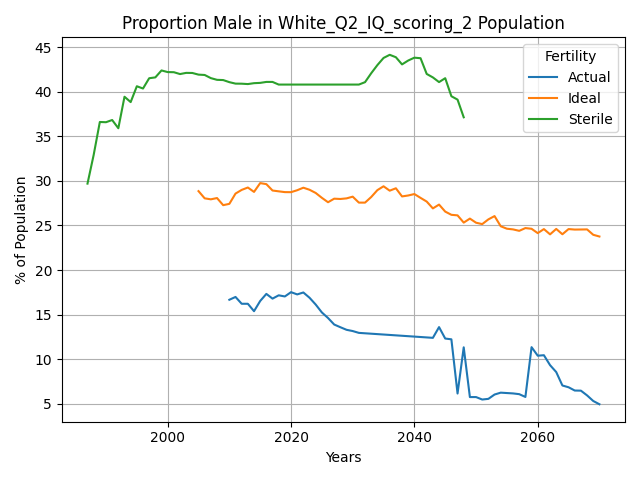 Proportion Male in White_Q2_IQ_scoring_2 Population
% of Population
45
40
35
30
25
20
15
10
5
Fertility
Actual
Ideal
Sterile
2000
2020
2040
2060
Years